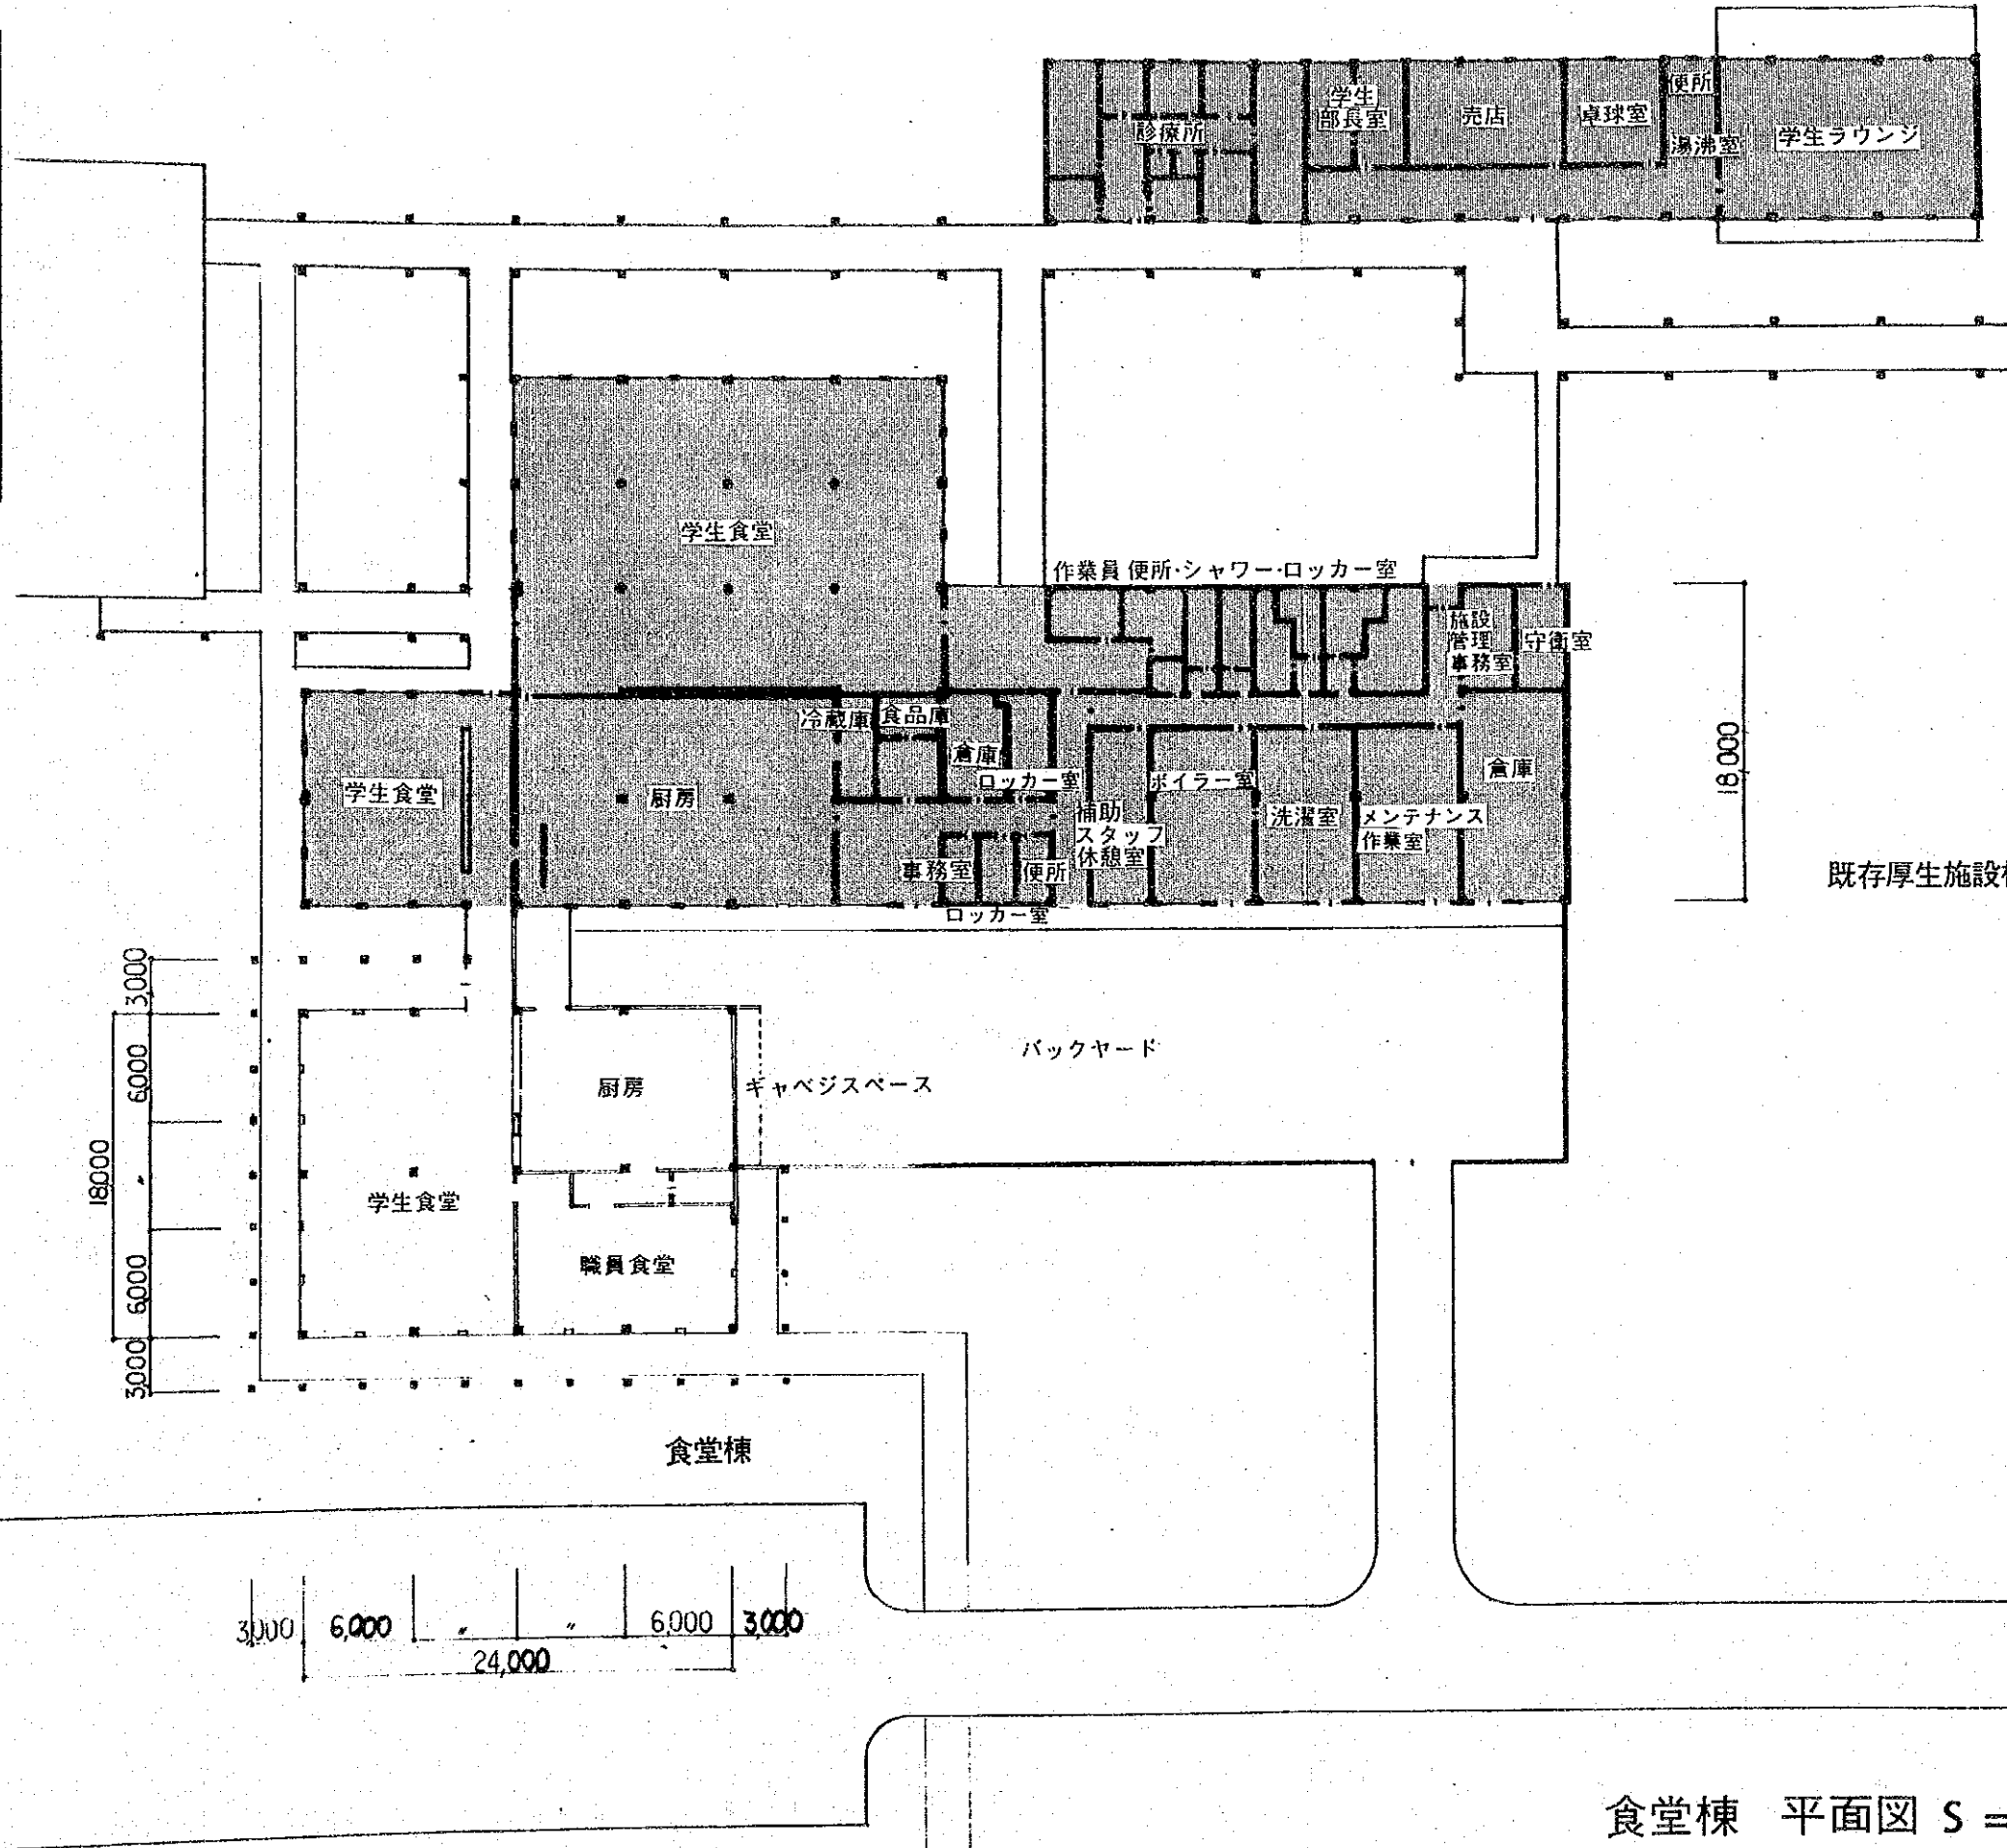 便所
学生
部長室
売店
卓球室
診療所
湯沸室
学生ラウンジ
学生食堂
作業員便所・シャワー・ロッカー室
施設
管理
事務室
守衛室
冷蔵庫
食品庫
倉庫
ロッカー室
ボイラー室
倉庫
学生食堂
厨房
補助
スタッフ
休憩室
洗濯室
メンテナンス
作業室
18,000
事務室
便所
ロッカー室
既存厚生施設
3,000
6,000
〃
6,000
3,000
18,000
厨房
ギャベジスペース
バックヤード
学生食堂
職員食堂
食堂棟
3,000 6,000 〃 〃 6,000 3,000
24,000
食堂棟 平面図 S =